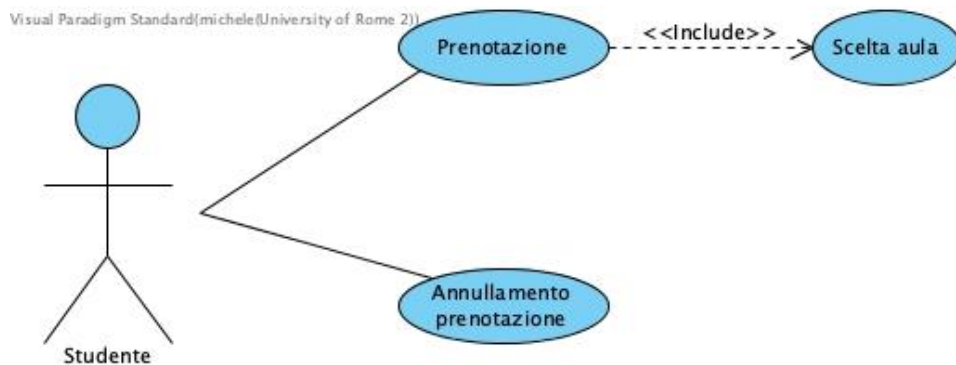 Visual Paradigm Standard(michele(University of Rome 2))
Prenotazione
<<Include>>
Scelta aula
Annullamento
prenotazione
Studente